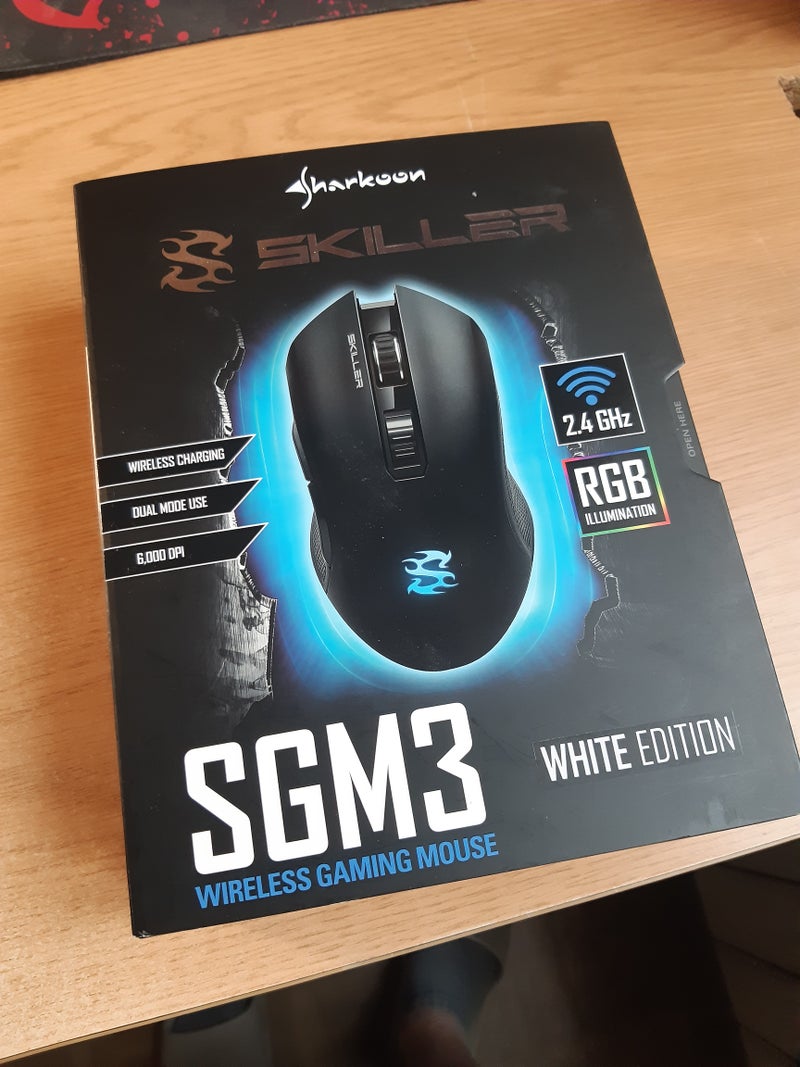 Sharkoon
SKILLER
SKILLER
2.4 GHz
OPEN HERE
WIRELESS CHARGING
DUAL MODE USE
6,000 DPI
RGB
ILLUMINATION
SGM3
WHITE EDITION
WIRELESS GAMING MOUSE